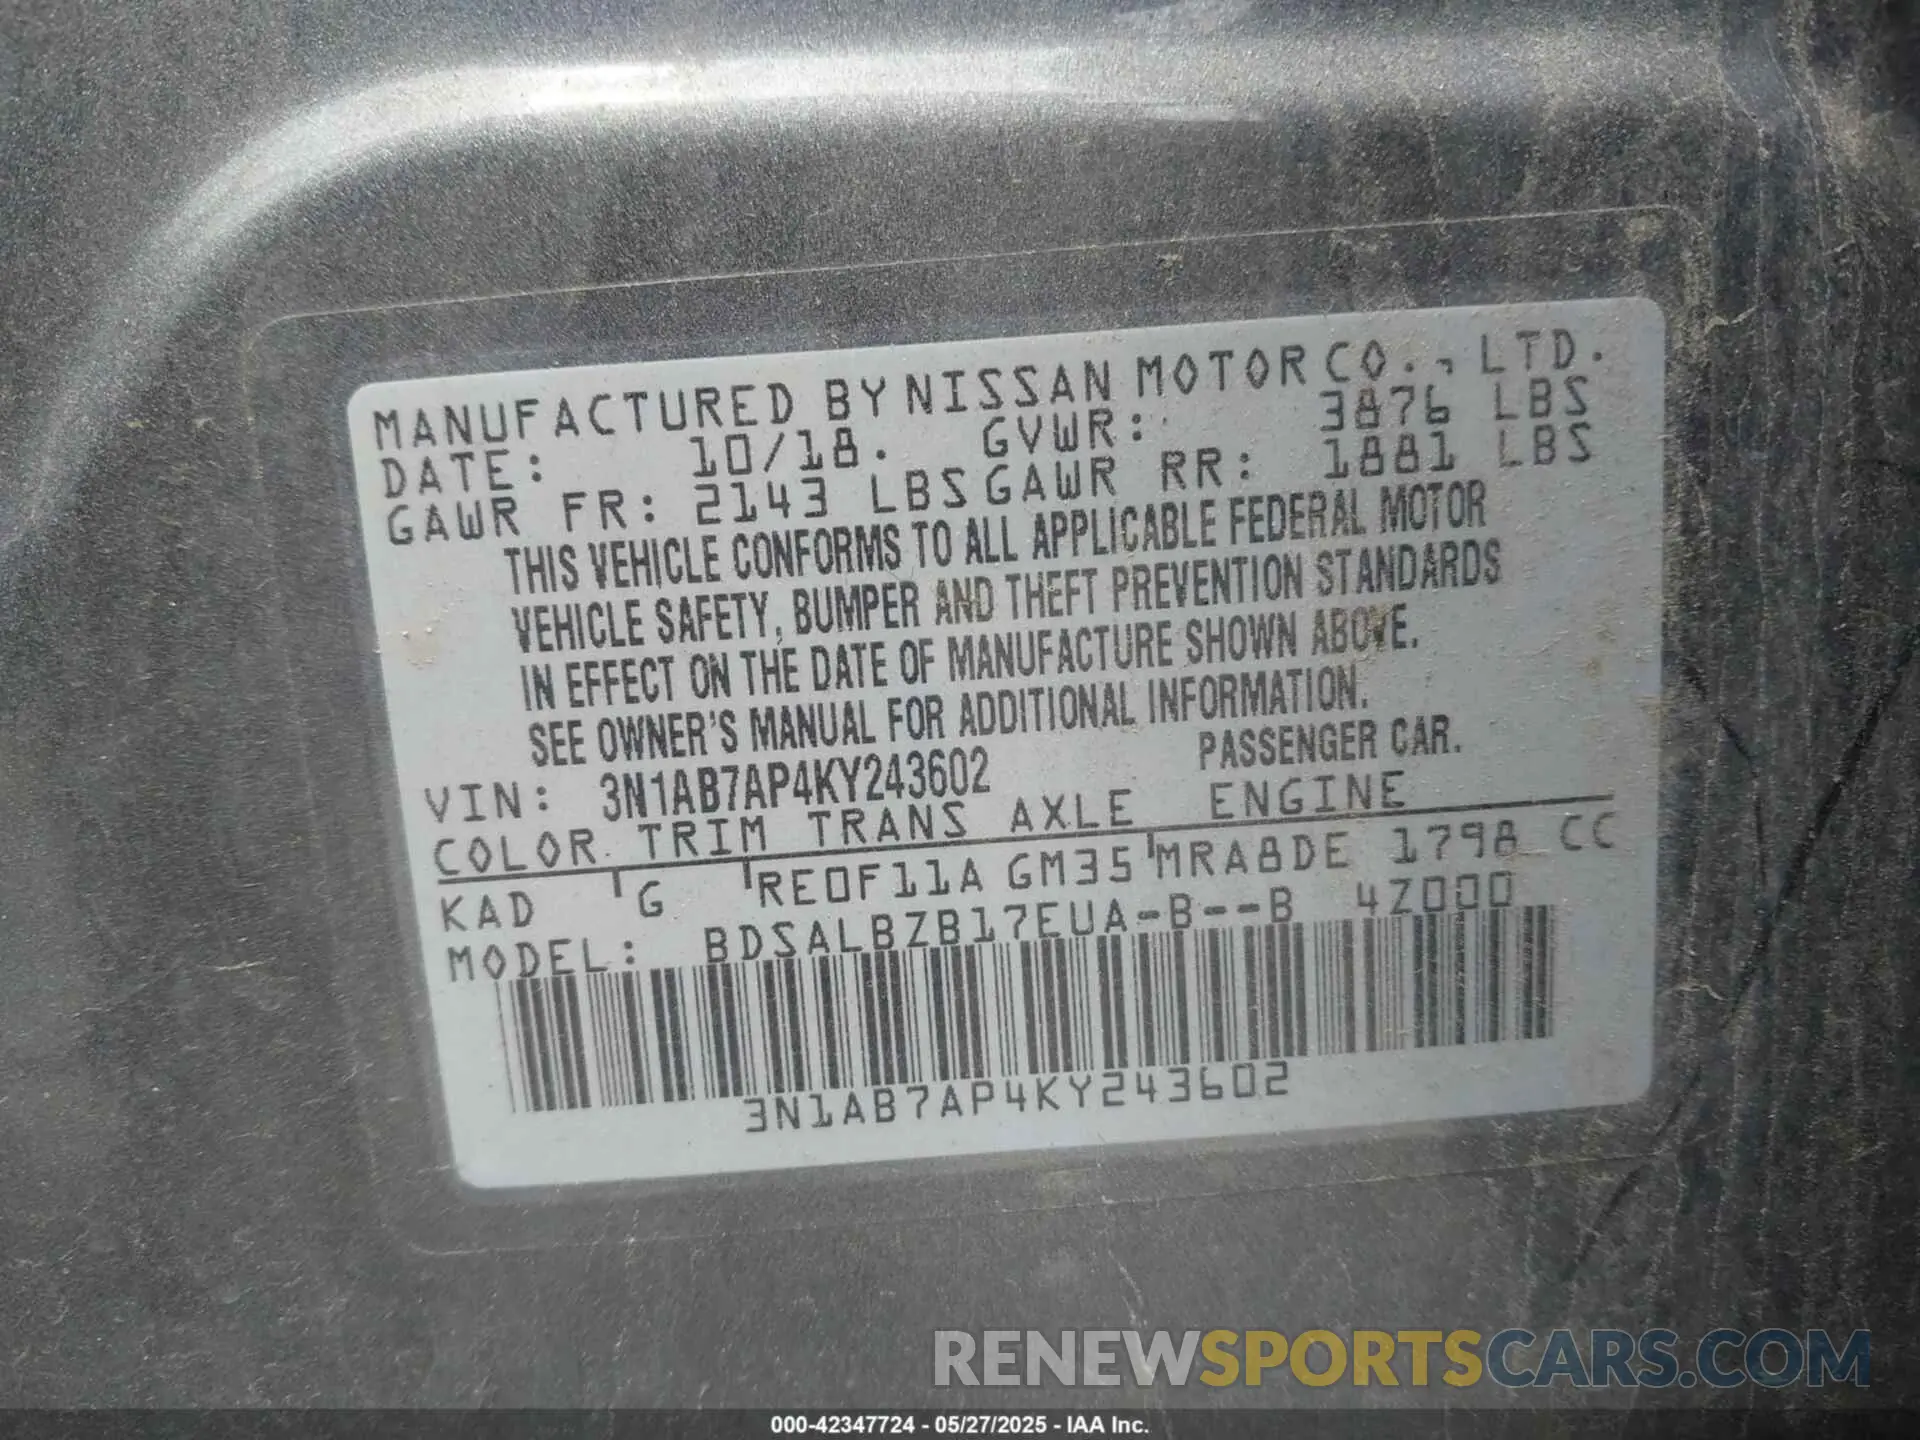 MANUFACTURED BY NISSAN MOTOR CO., LTD.
DATE: 10/18. GVWR: 3876 LBS
GAWR FR: 2143 LBS GAWR RR: 1881 LBS
THIS VEHICLE CONFORMS TO ALL APPLICABLE FEDERAL MOTOR
VEHICLE SAFETY, BUMPER AND THEFT PREVENTION STANDARDS
IN EFFECT ON THE DATE OF MANUFACTURE SHOWN ABOVE.
SEE OWNER'S MANUAL FOR ADDITIONAL INFORMATION.
VIN: 3N1AB7AP4KY243602 PASSENGER CAR.
COLOR TRIM TRANS AXLE ENGINE
KAD G RE0F11A GM35 MRA8DE 1798 CC
MODEL: BDSALBZB17EUA-B--B 4Z000
3N1AB7AP4KY243602
RENEWSPORTSCARS.COM
000-42347724 - 05/27/2025 - IAA Inc.